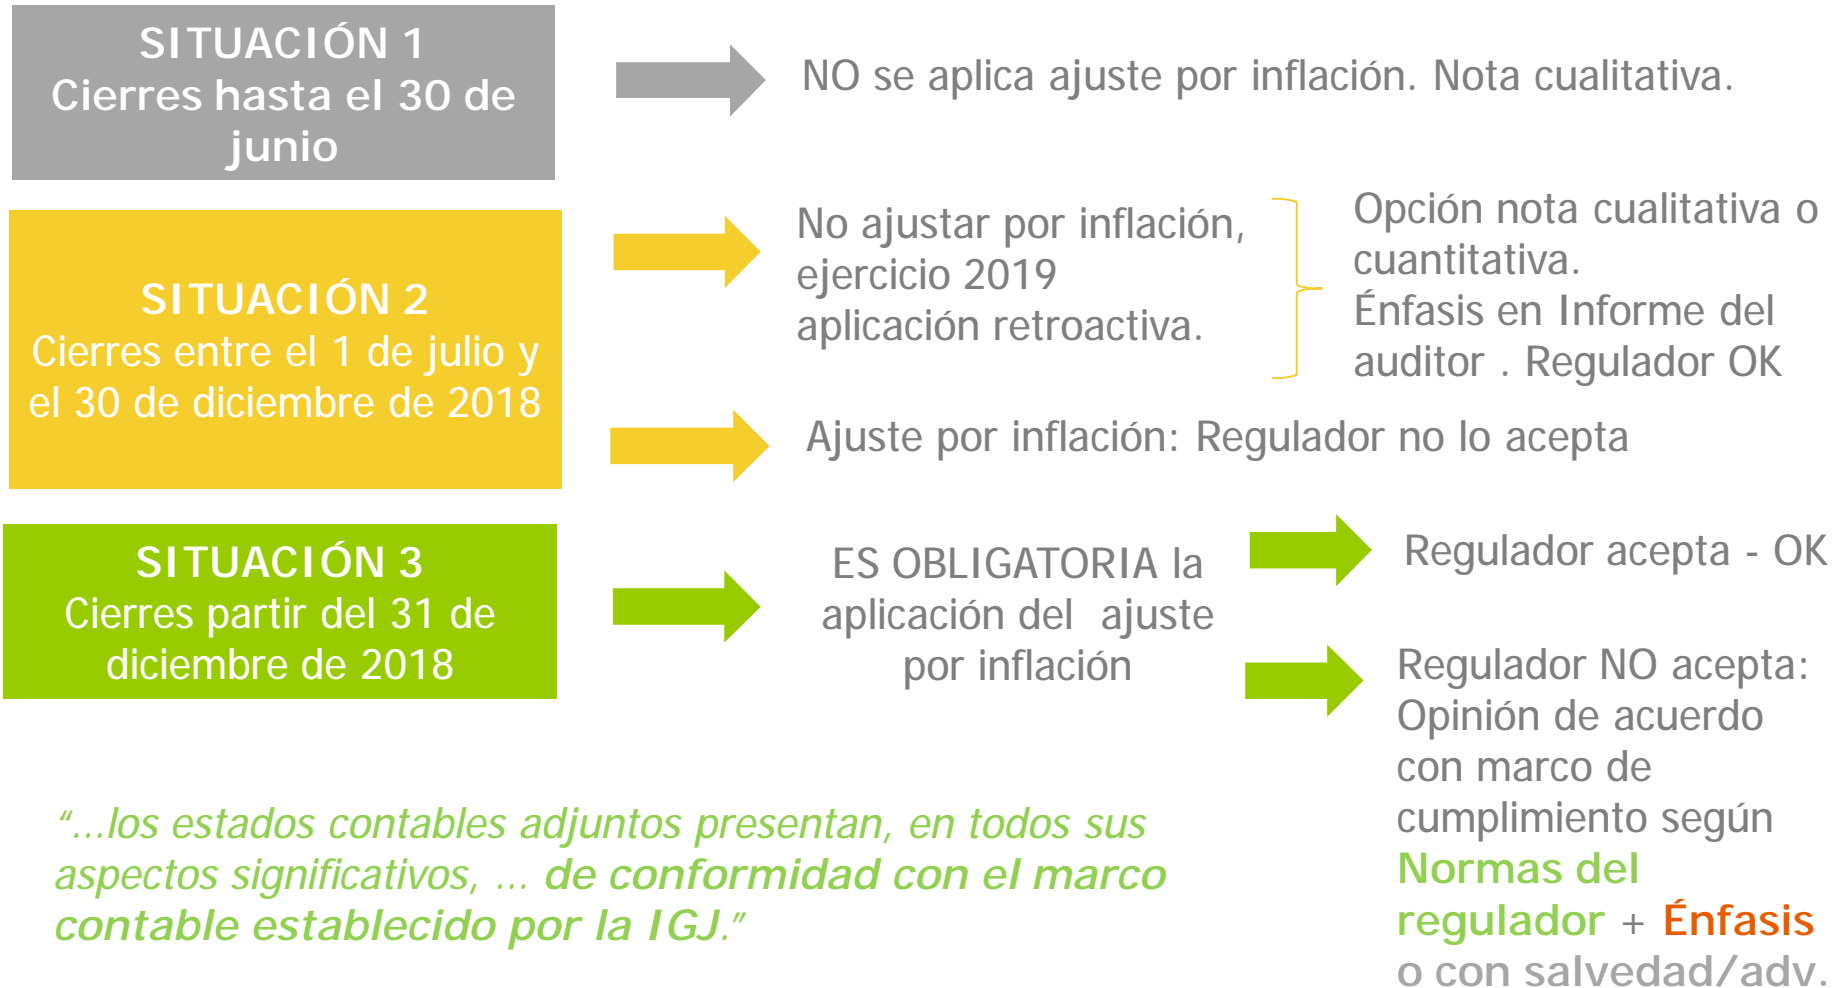 SITUACIÓN 1
Cierres hasta el 30 de
junio
NO se aplica ajuste por inflación. Nota cualitativa.
SITUACIÓN 2
Cierres entre el 1 de julio y
el 30 de diciembre de 2018
No ajustar por inflación,
ejercicio 2019
aplicación retroactiva.
Opción nota cualitativa o
cuantitativa.
Énfasis en Informe del
auditor . Regulador OK
Ajuste por inflación: Regulador no lo acepta
SITUACIÓN 3
Cierres partir del 31 de
diciembre de 2018
ES OBLIGATORIA la
aplicación del ajuste
por inflación
Regulador acepta - OK
Regulador NO acepta:
Opinión de acuerdo
con marco de
cumplimiento según
Normas del
regulador + Énfasis
o con salvedad/adv.
“...los estados contables adjuntos presentan, en todos sus
aspectos significativos, ... de conformidad con el marco
contable establecido por la IGJ.”